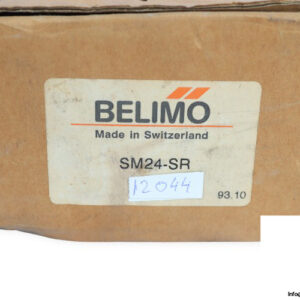 BELIMO
Made in Switzerland
SM24-SR
12044
93.10